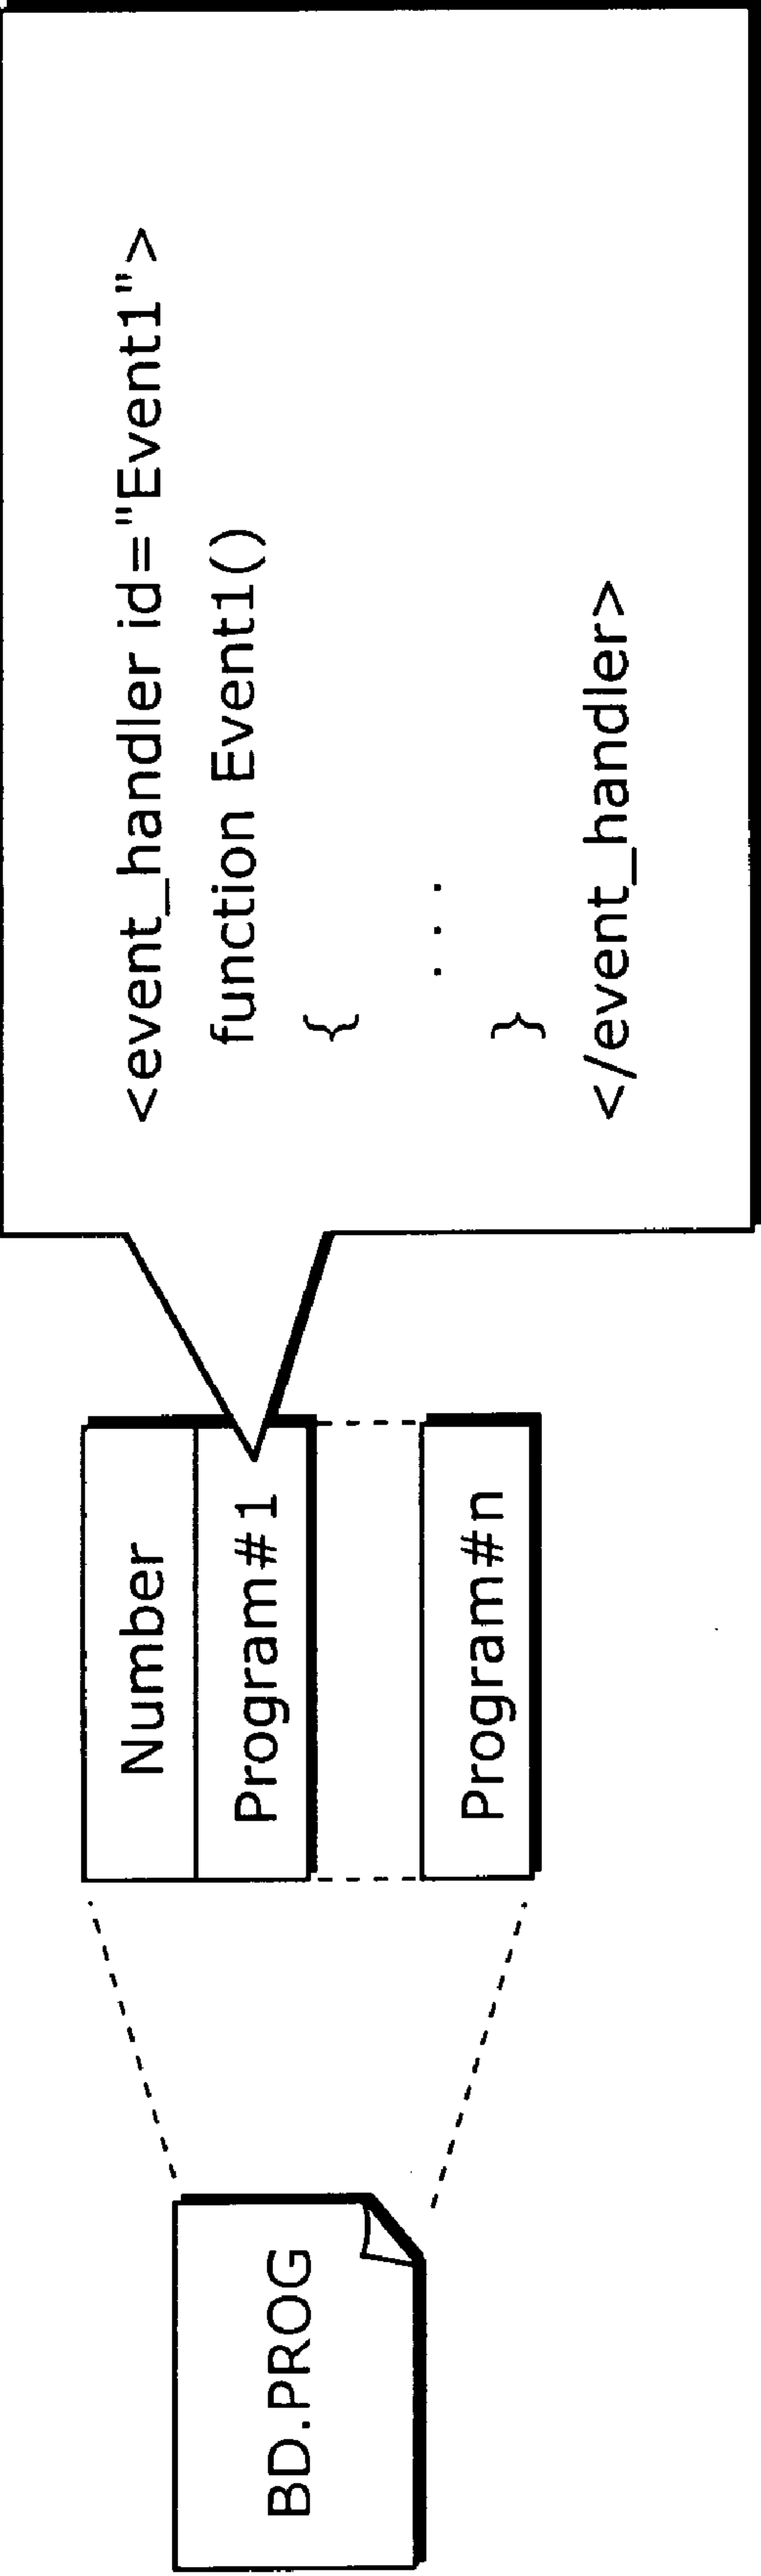 BD.PROG
Number
Program#1
Program#n
<event_handler id="Event1">
function Event1()
{
. . .
}
</event_handler>